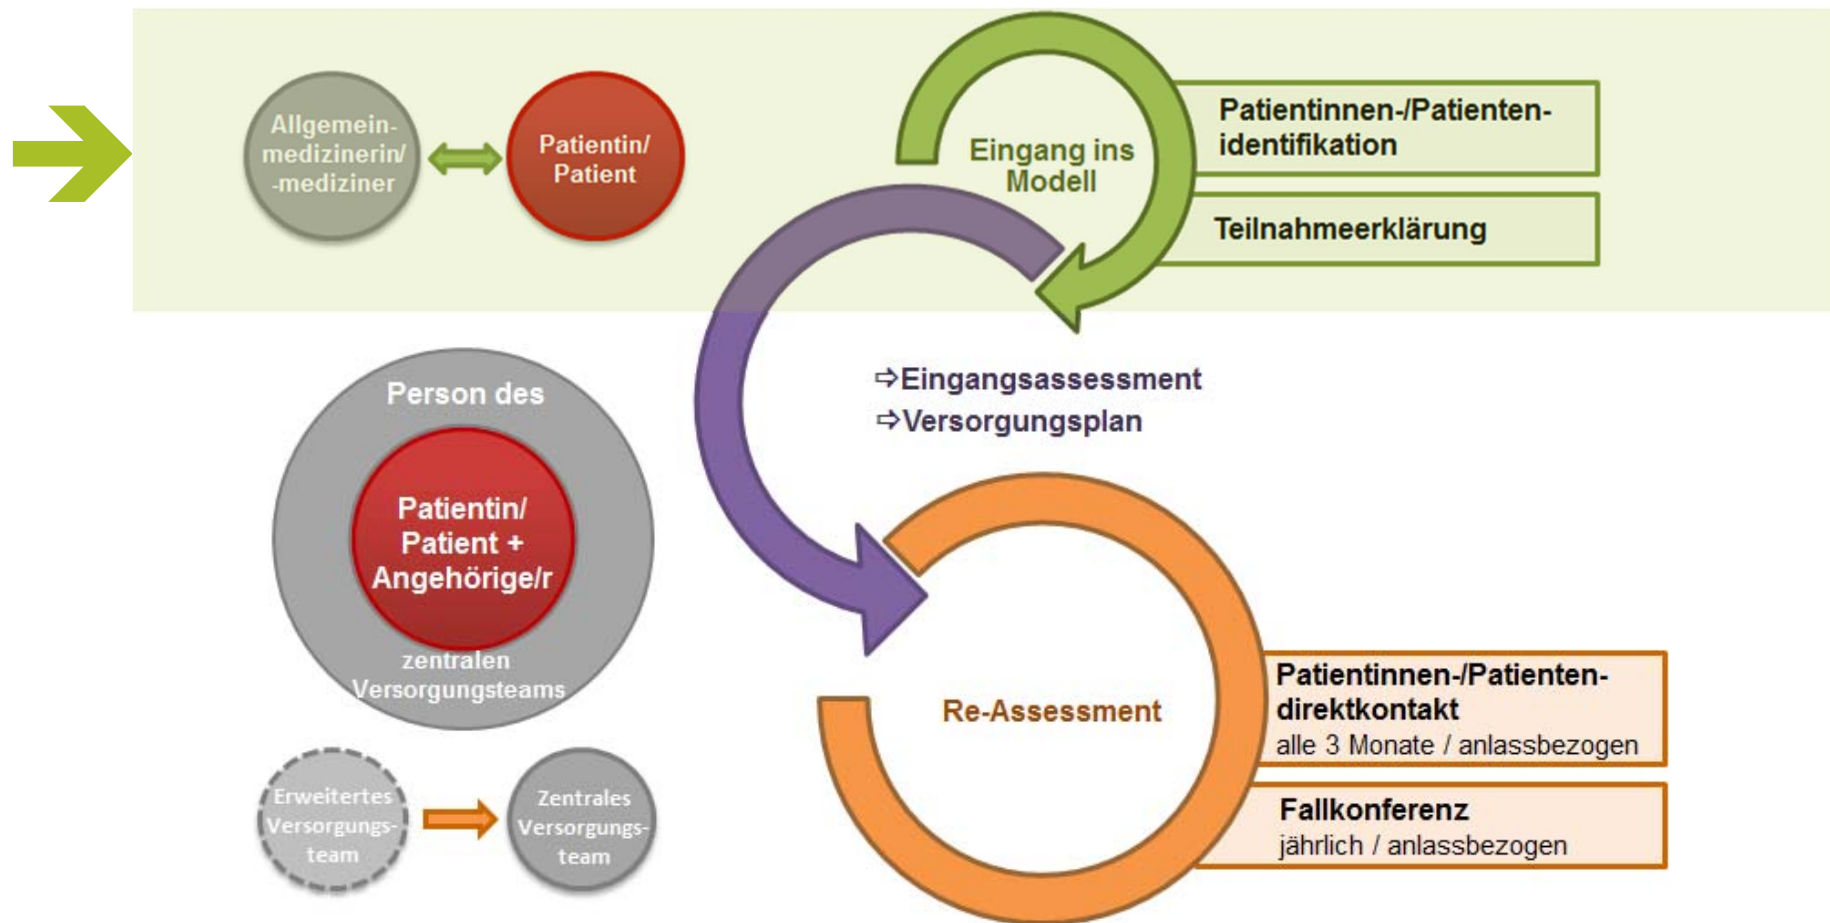 Allgemein-
medizinerin/
-mediziner
Patientin/
Patient
Eingang ins
Modell
Patientinnen-/Patienten-
identifikation
Teilnahmeerklärung
Person des
Patientin/
Patient +
Angehörige/r
zentralen
Versorgungsteams
⇨Eingangsassessment
⇨Versorgungsplan
Erweitertes
Versorgungs-
team
Zentrales
Versorgungs-
team
Re-Assessment
Patientinnen-/Patienten-
direktkontakt
alle 3 Monate / anlassbezogen
Fallkonferenz
jährlich / anlassbezogen